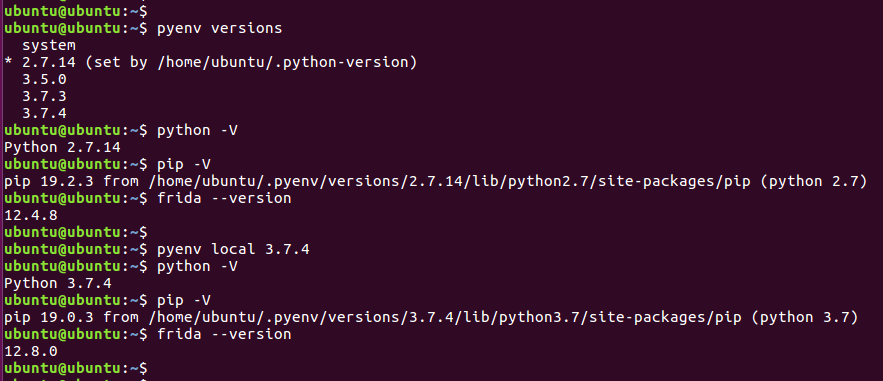 ubuntu@ubuntu:~$
ubuntu@ubuntu:~$ pyenv versions
  system
* 2.7.14 (set by /home/ubuntu/.python-version)
  3.5.0
  3.7.3
  3.7.4
ubuntu@ubuntu:~$ python -V
Python 2.7.14
ubuntu@ubuntu:~$ pip -V
pip 19.2.3 from /home/ubuntu/.pyenv/versions/2.7.14/lib/python2.7/site-packages/pip (python 2.7)
ubuntu@ubuntu:~$ frida --version
12.4.8
ubuntu@ubuntu:~$
ubuntu@ubuntu:~$ pyenv local 3.7.4
ubuntu@ubuntu:~$ python -V
Python 3.7.4
ubuntu@ubuntu:~$ pip -V
pip 19.0.3 from /home/ubuntu/.pyenv/versions/3.7.4/lib/python3.7/site-packages/pip (python 3.7)
ubuntu@ubuntu:~$ frida --version
12.8.0
ubuntu@ubuntu:~$